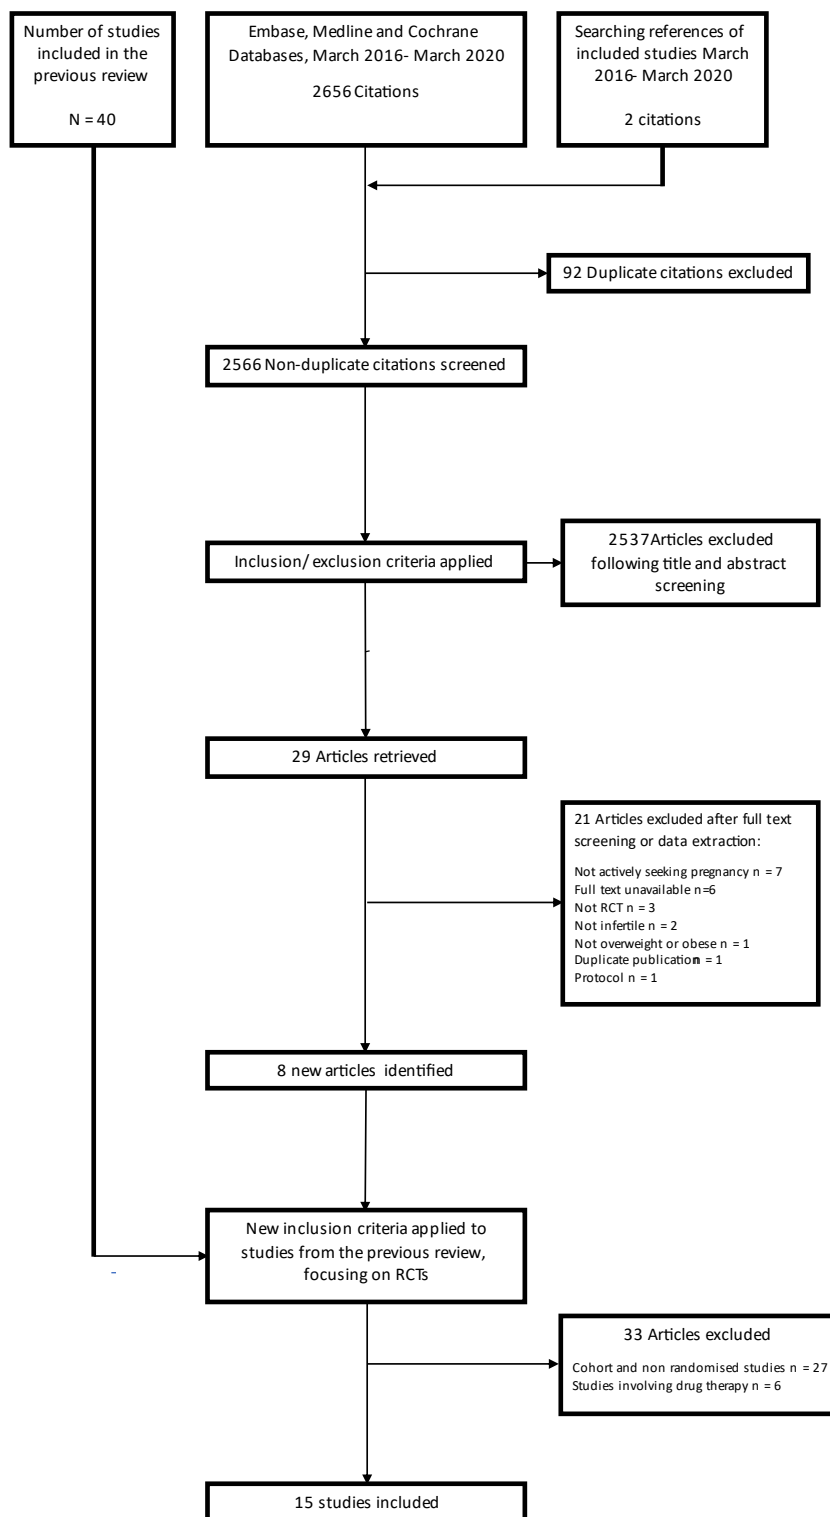 Number of studies
included in the
previous review
N = 40
Embase, Medline and Cochrane
Databases, March 2016- March 2020
2656 Citations
Searching references of
included studies March
2016- March 2020
2 citations
92 Duplicate citations excluded
2566 Non-duplicate citations screened
Inclusion/ exclusion criteria applied
2537Articles excluded
following title and abstract
screening
29 Articles retrieved
21 Articles excluded after full text
screening or data extraction:
Not actively seeking pregnancy n = 7
Full text unavailable n=6
Not RCT n = 3
Not infertile n = 2
Not overweight or obese n = 1
Duplicate publication = 1
Protocol n = 1
8 new articles identified
New inclusion criteria applied to
studies from the previous review,
focusing on RCTs
33 Articles excluded
Cohort and non randomised studies n = 27
Studies involving drug therapy n = 6
15 studies included